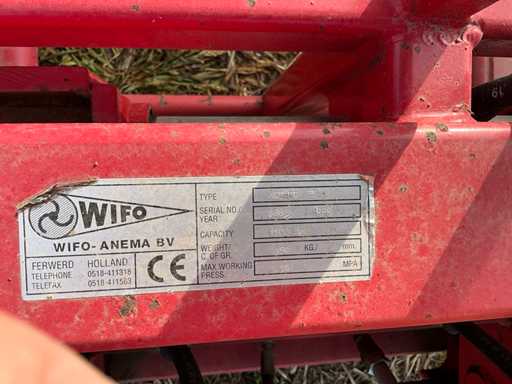 WIFO
WIFO-ANEMA BV
FERWERD HOLLAND
TELEPHONE 0518-411318
TELEFAX 0518-411563
CE
TYPE
SERIAL NO./
YEAR
CAPACITY
WEIGHT/ KG./ mm.
C. OF GR.
MAX.WORKING MPA
PRESS.
19